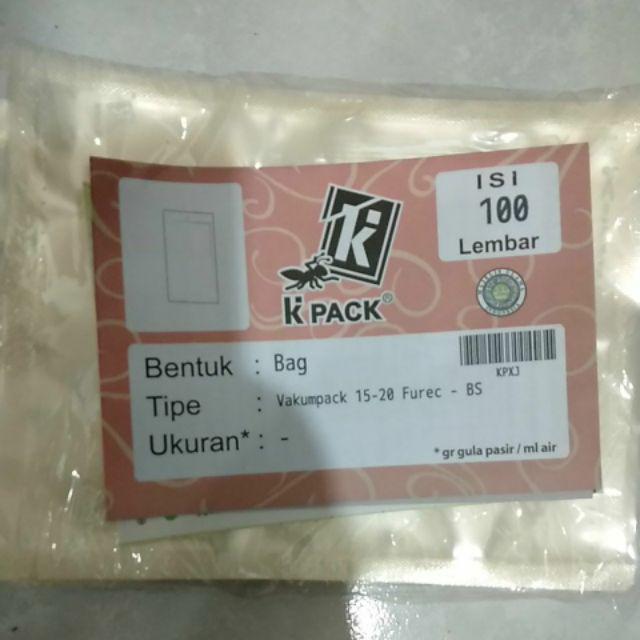 ISi
100
Lembar
K PACK®
Bentuk : Bag
Tipe : Vakumpack 15-20 Furec - BS
Ukuran* : -
KPXJ
* gr gula pasir / ml air